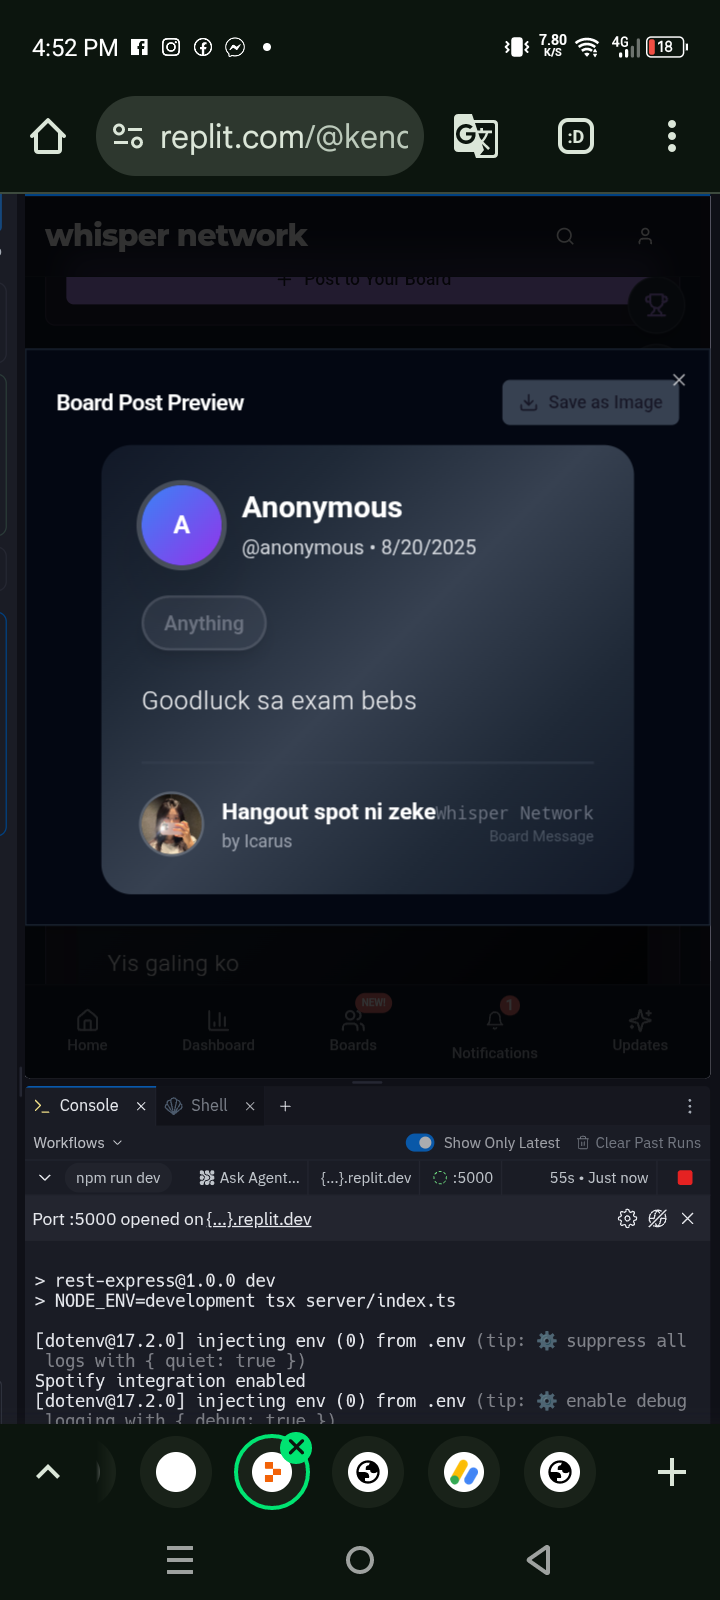 4:52 PM
7.80 K/S
4G
18
replit.com/@kenc
:D
whisper network
+ Post to Your Board
Board Post Preview
Save as Image
A
Anonymous
@anonymous • 8/20/2025
Anything
Goodluck sa exam bebs
Hangout spot ni zeke
Whisper Network
by Icarus
Board Message
Yis galing ko
NEW!
1
Home
Dashboard
Boards
Notifications
Updates
Console
Shell
Workflows
Show Only Latest
Clear Past Runs
npm run dev
Ask Agent...
{...}.replit.dev
:5000
55s • Just now
Port :5000 opened on {...}.replit.dev
> rest-express@1.0.0 dev
> NODE_ENV=development tsx server/index.ts
[dotenv@17.2.0] injecting env (0) from .env (tip: ⚙️ suppress all
logs with { quiet: true })
Spotify integration enabled
[dotenv@17.2.0] injecting env (0) from .env (tip: ⚙️ enable debug
logging with { debug: true })